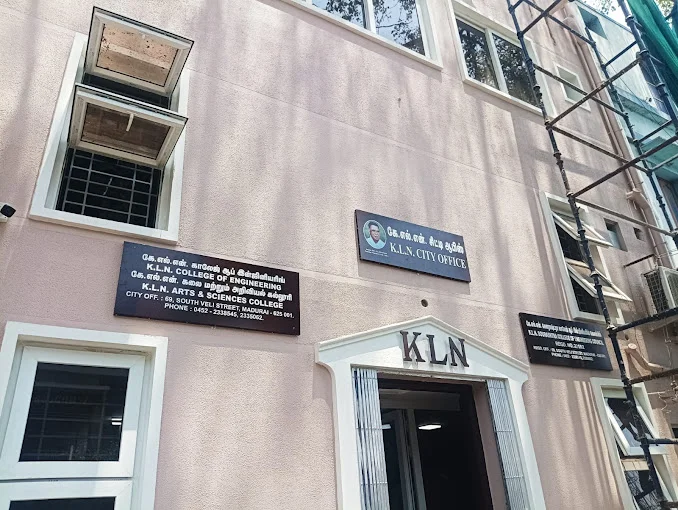 கே.எல்.என். காலேஜ் ஆப் இன்ஜினியரிங்
K.L.N. COLLEGE OF ENGINEERING
கே.எல்.என். கலை மற்றும் அறிவியல் கல்லூரி
K.L.N. ARTS & SCIENCES COLLEGE
CITY OFF. : 69, SOUTH VELI STREET, MADURAI - 625 001.
PHONE : 0452 - 2338545, 2335062.
கே.எல்.என். சிட்டி ஆபீஸ்
K.L.N. CITY OFFICE
KLN